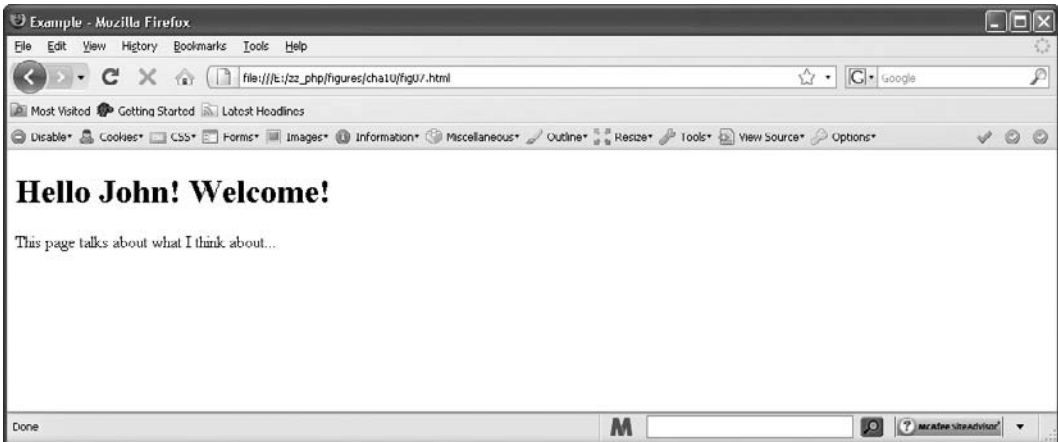 Example - Mozilla Firefox
File Edit View History Bookmarks Tools Help
file:///E:/zz_php/figures/cha10/fig07.html G Google
Most Visited Getting Started Latest Headlines
Disable Cookies CSS Forms Images Information Miscellaneous Outline Resize Tools View Source Options
Hello John! Welcome!
This page talks about what I think about...
Done M ? McAfee SiteAdvisor